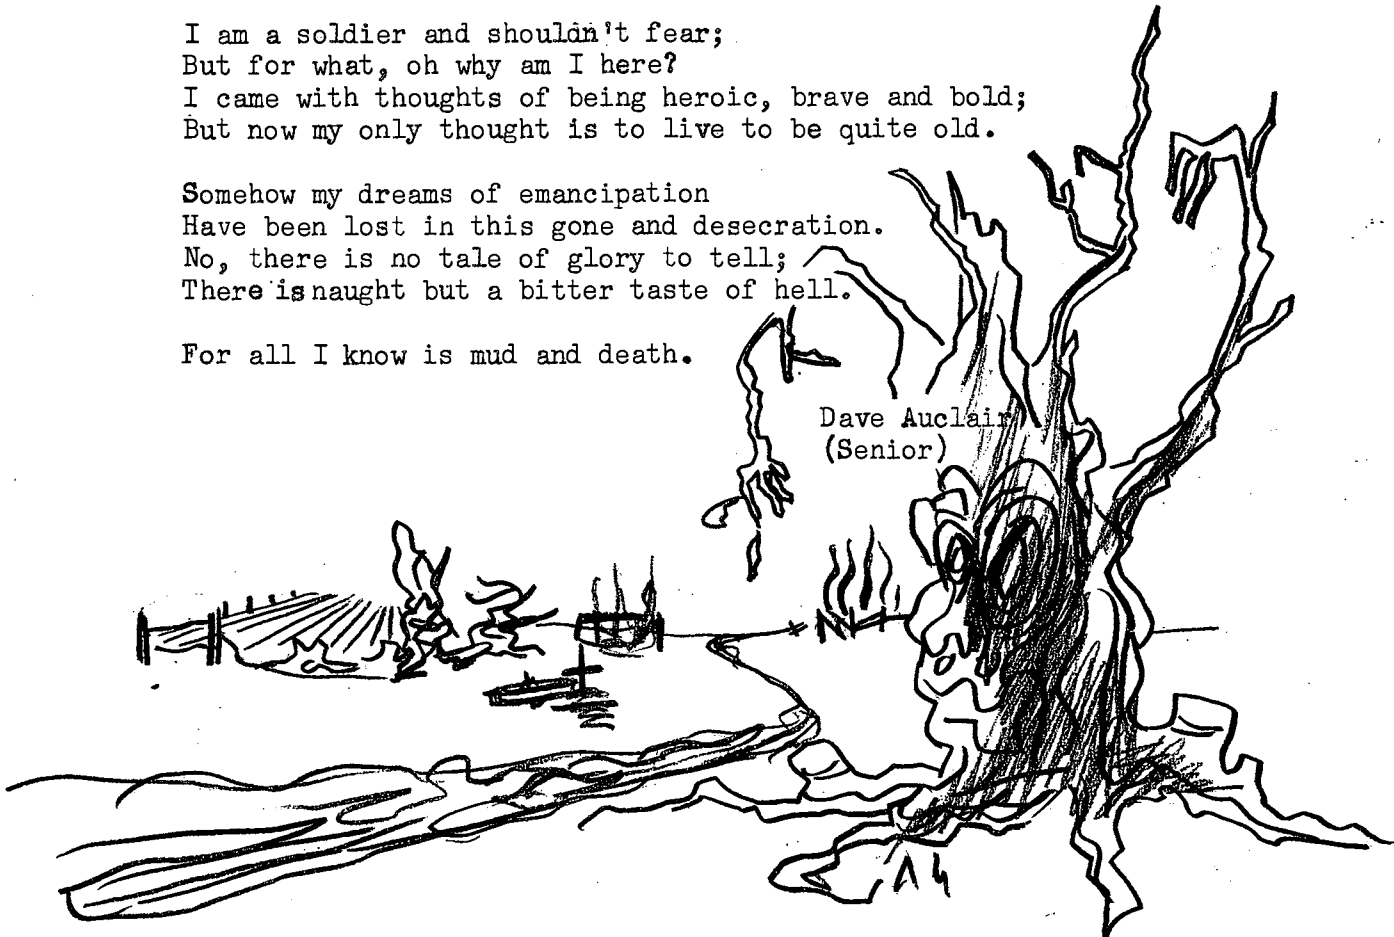 I am a soldier and shouldn't fear;
But for what, oh why am I here?
I came with thoughts of being heroic, brave and bold;
But now my only thought is to live to be quite old.

Somehow my dreams of emancipation
Have been lost in this gone and desecration.
No, there is no tale of glory to tell;
There is naught but a bitter taste of hell.

For all I know is mud and death.

Dave Auclair
(Senior)